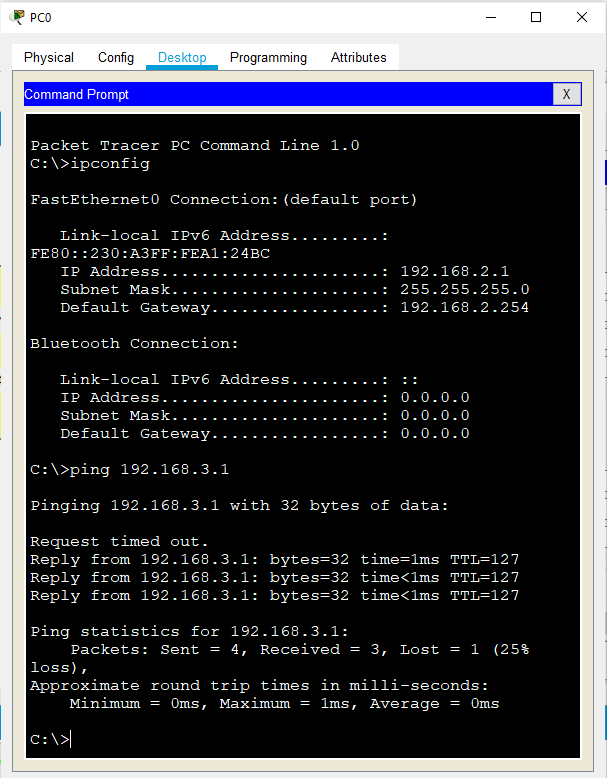 PC0
Physical Config Desktop Programming Attributes
Command Prompt X
Packet Tracer PC Command Line 1.0
C:\>ipconfig
FastEthernet0 Connection:(default port)
Link-local IPv6 Address.........:
FE80::230:A3FF:FEA1:24BC
IP Address......................: 192.168.2.1
Subnet Mask.....................: 255.255.255.0
Default Gateway.................: 192.168.2.254
Bluetooth Connection:
Link-local IPv6 Address.........: ::
IP Address......................: 0.0.0.0
Subnet Mask.....................: 0.0.0.0
Default Gateway.................: 0.0.0.0
C:\>ping 192.168.3.1
Pinging 192.168.3.1 with 32 bytes of data:
Request timed out.
Reply from 192.168.3.1: bytes=32 time=1ms TTL=127
Reply from 192.168.3.1: bytes=32 time<1ms TTL=127
Reply from 192.168.3.1: bytes=32 time<1ms TTL=127
Ping statistics for 192.168.3.1:
Packets: Sent = 4, Received = 3, Lost = 1 (25%
loss),
Approximate round trip times in milli-seconds:
Minimum = 0ms, Maximum = 1ms, Average = 0ms
C:\>